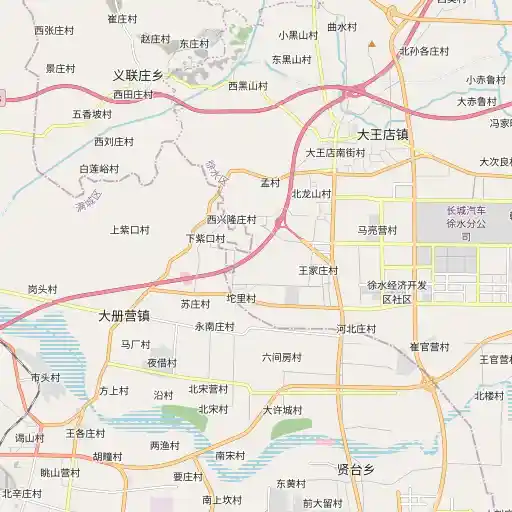 西张庄村
崔庄村
赵庄村
东庄村
小黑山村
曲水村
东黑山村
北孙各庄村
景庄村
义联庄乡
西田庄村
西黑山村
小赤鲁村
大赤鲁村
五香坡村
西刘庄村
大王店镇
大王店南街村
白莲峪村
徐水区
满城区
孟村
北龙山村
大次良村
西兴隆庄村
上紫口村
下紫口村
马亮营村
长城汽车
徐水分公
司
王家庄村
岗头村
坨里村
苏庄村
徐水经济开发
区社区
大册营镇
永南庄村
河北庄村
马厂村
夜借村
六间房村
崔官营村
王官营村
市头村
方上村
沿村
北宋营村
北宋村
大许城村
北楼村
谒山村
王各庄村
两渔村
胡疃村
南宋村
贤台乡
眺山营村
要庄村
北辛庄村
南上坎村
东黄村
前大留村